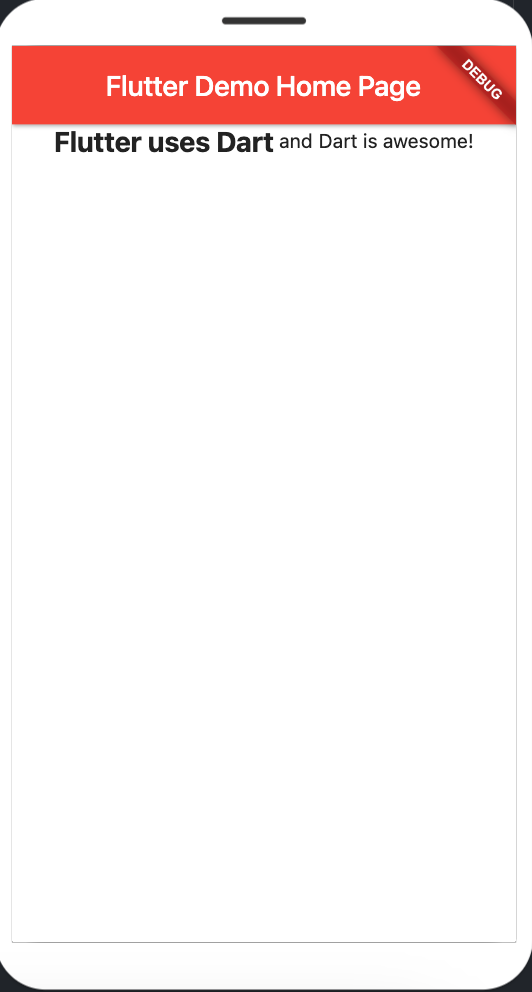 Flutter Demo Home Page
DEBUG
Flutter uses Dart and Dart is awesome!